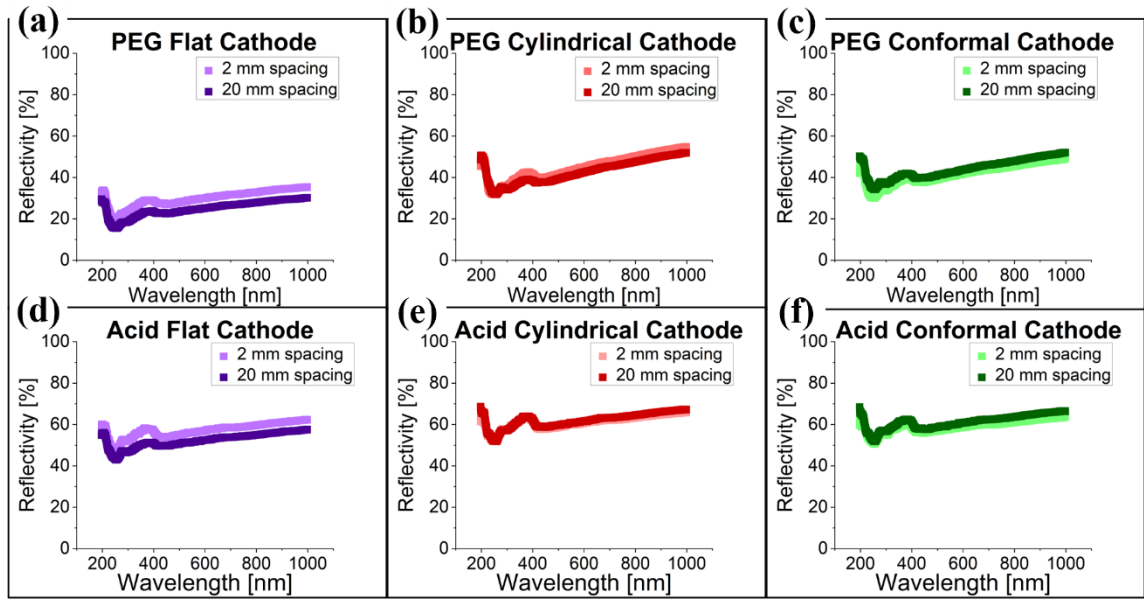 (a)
PEG Flat Cathode
2 mm spacing
20 mm spacing
Reflectivity [%]
100
80
60
40
20
0
200 400 600 800 1000
Wavelength [nm]
(b)
PEG Cylindrical Cathode
2 mm spacing
20 mm spacing
Reflectivity [%]
100
80
60
40
20
0
200 400 600 800 1000
Wavelength [nm]
(c)
PEG Conformal Cathode
2 mm spacing
20 mm spacing
Reflectivity [%]
100
80
60
40
20
0
200 400 600 800 1000
Wavelength [nm]
(d)
Acid Flat Cathode
2 mm spacing
20 mm spacing
Reflectivity [%]
100
80
60
40
20
0
200 400 600 800 1000
Wavelength [nm]
(e)
Acid Cylindrical Cathode
2 mm spacing
20 mm spacing
Reflectivity [%]
100
80
60
40
20
0
200 400 600 800 1000
Wavelength [nm]
(f)
Acid Conformal Cathode
2 mm spacing
20 mm spacing
Reflectivity [%]
100
80
60
40
20
0
200 400 600 800 1000
Wavelength [nm]